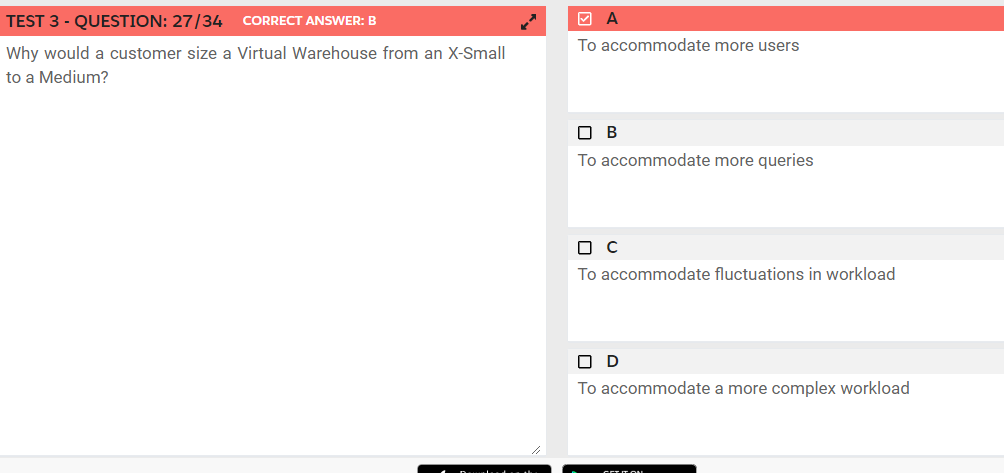 TEST 3 - QUESTION: 27/34 CORRECT ANSWER: B
Why would a customer size a Virtual Warehouse from an X-Small
to a Medium?
A
To accommodate more users
B
To accommodate more queries
C
To accommodate fluctuations in workload
D
To accommodate a more complex workload